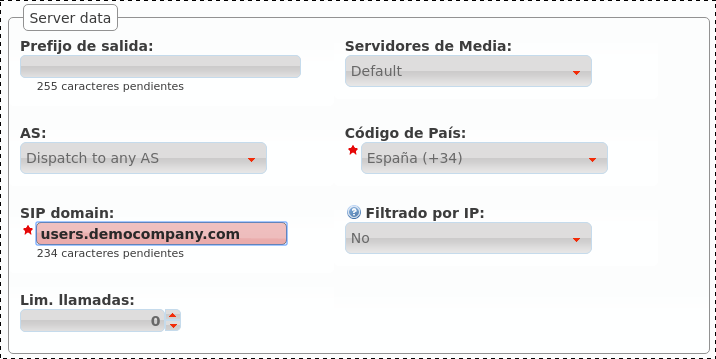 Server data
Prefijo de salida:
255 caracteres pendientes
Servidores de Media:
Default
AS:
Dispatch to any AS
Código de País:
España (+34)
SIP domain:
users.democompany.com
234 caracteres pendientes
Filtrado por IP:
No
Lim. llamadas:
0